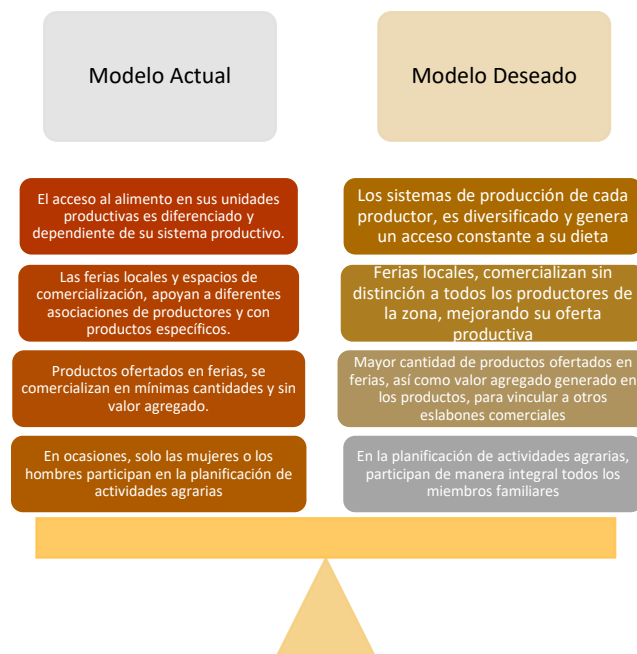 Modelo Actual
Modelo Deseado
El acceso al alimento en sus unidades
productivas es diferenciado y
dependiente de su sistema productivo.
Los sistemas de producción de cada
productor, es diversificado y genera
un acceso constante a su dieta
Las ferias locales y espacios de
comercialización, apoyan a diferentes
asociaciones de productores y con
productos específicos.
Ferias locales, comercializan sin
distinción a todos los productores de
la zona, mejorando su oferta
productiva
Productos ofertados en ferias, se
comercializan en mínimas cantidades y sin
valor agregado.
Mayor cantidad de productos ofertados en
ferias, así como valor agregado generado en
los productos, para vincular a otros
eslabones comerciales
En ocasiones, solo las mujeres o los
hombres participan en la planificación de
actividades agrarias
En la planificación de actividades agrarias,
participan de manera integral todos los
miembros familiares